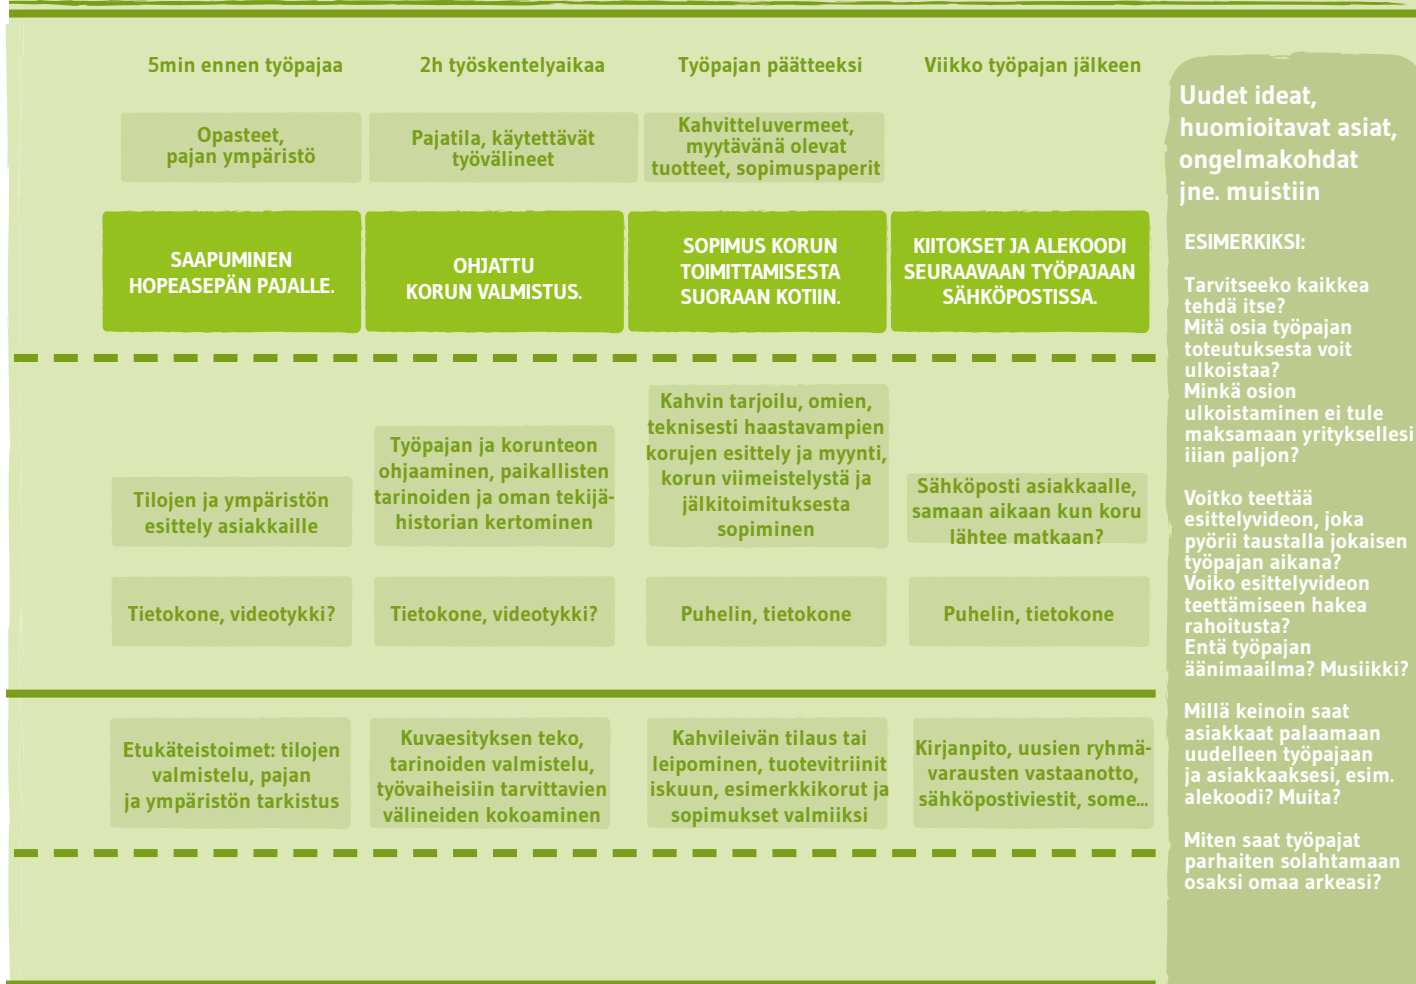 5min ennen työpajaa
2h työskentelyaikaa
Työpajan päätteeksi
Viikko työpajan jälkeen
Opasteet,
pajan ympäristö
Pajatila, käytettävät
työvälineet
Kahvitteluvermeet,
myytävänä olevat
tuotteet, sopimuspaperit
SAAPUMINEN
HOPEASEPÄN PAJALLE.
OHJATTU
KORUN VALMISTUS.
SOPIMUS KORUN
TOIMITTAMISESTA
SUORAAN KOTIIN.
KIITOKSET JA ALEKOODI
SEURAAVAAN TYÖPAJAAN
SÄHKÖPOSTISSA.
Tilojen ja ympäristön
esittely asiakkaille
Työpajan ja korunteon
ohjaaminen, paikallisten
tarinoiden ja oman tekijä-
historian kertominen
Kahvin tarjoilu, omien,
teknisesti haastavampien
korujen esittely ja myynti,
korun viimeistelystä ja
jälkitoimituksesta
sopiminen
Sähköposti asiakkaalle,
samaan aikaan kun koru
lähtee matkaan?
Tietokone, videotykki?
Tietokone, videotykki?
Puhelin, tietokone
Puhelin, tietokone
Etukäteistoimet: tilojen
valmistelu, pajan
ja ympäristön tarkistus
Kuvaesityksen teko,
tarinoiden valmistelu,
työvaiheisiin tarvittavien
välineiden kokoaminen
Kahvileivän tilaus tai
leipominen, tuotevitriinit
iskuun, esimerkkikorut ja
sopimukset valmiiksi
Kirjanpito, uusien ryhmä-
varausten vastaanotto,
sähköpostiviestit, some...
Uudet ideat,
huomioitavat asiat,
ongelmakohdat
jne. muistiin
ESIMERKIKSI:
Tarvitseeko kaikkea
tehdä itse?
Mitä osia työpajan
toteutuksesta voit
ulkoistaa?
Minkä osion
ulkoistaminen ei tule
maksamaan yrityksellesi
iiian paljon?
Voitko teettää
esittelyvideon, joka
pyörii taustalla jokaisen
työpajan aikana?
Voiko esittelyvideon
teettämiseen hakea
rahoitusta?
Entä työpajan
äänimaailma? Musiikki?
Millä keinoin saat
asiakkaat palaamaan
uudelleen työpajaan
ja asiakkaaksesi, esim.
alekoodi? Muita?
Miten saat työpajat
parhaiten solahtamaan
osaksi omaa arkeasi?